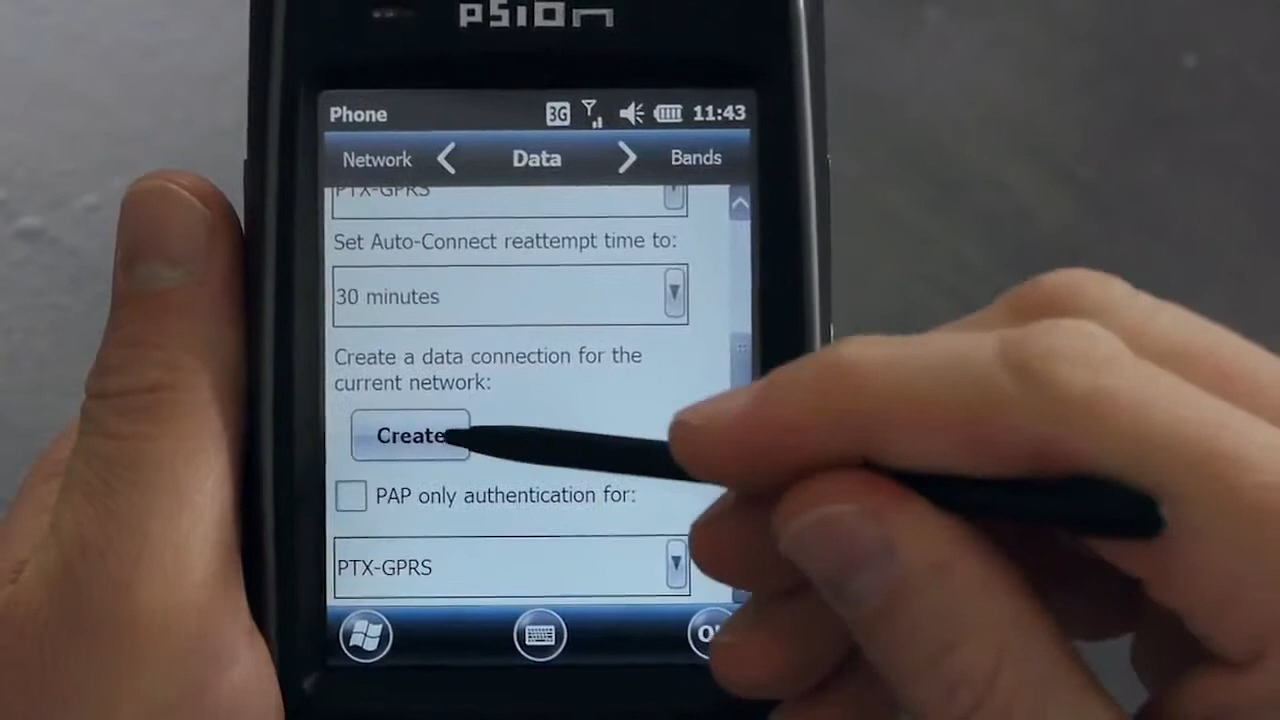 PSION
Phone 3G 11:43
Network Data Bands
PTX-GPRS
Set Auto-Connect reattempt time to:
30 minutes
Create a data connection for the
current network:
Create
PAP only authentication for:
PTX-GPRS